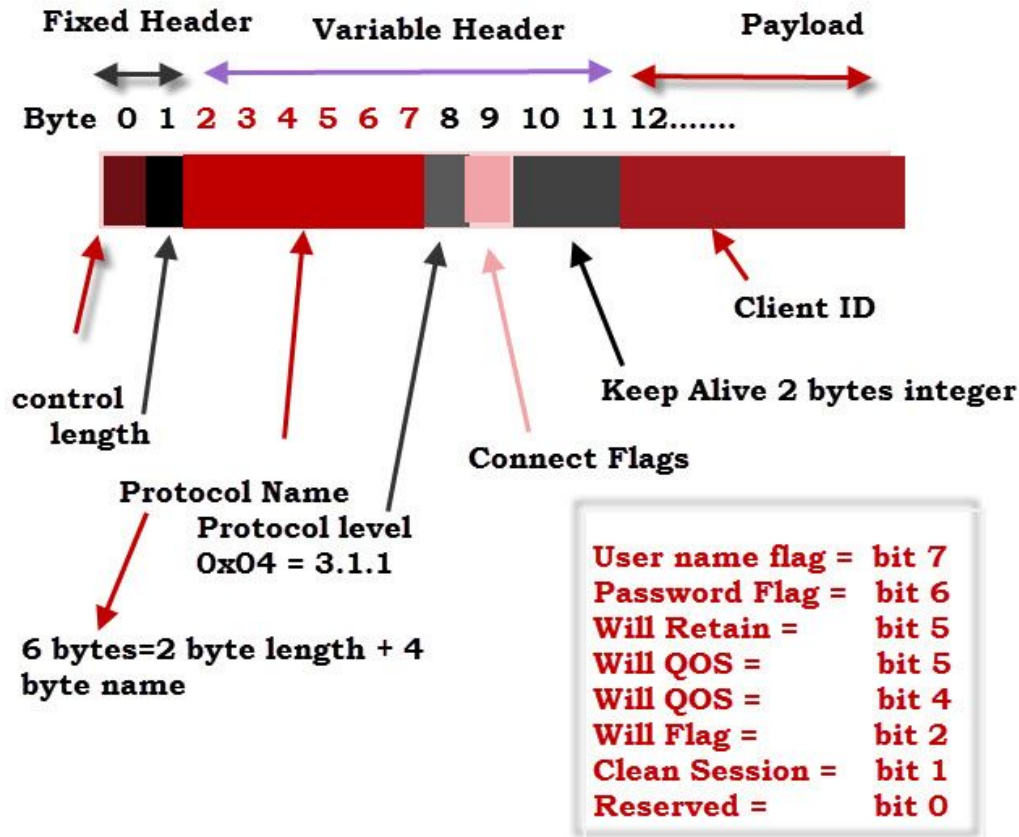 Fixed Header
Variable Header
Payload
Byte 0 1 2 3 4 5 6 7 8 9 10 11 12.......
Client ID
control
length
Keep Alive 2 bytes integer
Connect Flags
Protocol Name
Protocol level
0x04 = 3.1.1
6 bytes=2 byte length + 4
byte name
User name flag = bit 7
Password Flag = bit 6
Will Retain = bit 5
Will QOS = bit 5
Will QOS = bit 4
Will Flag = bit 2
Clean Session = bit 1
Reserved = bit 0